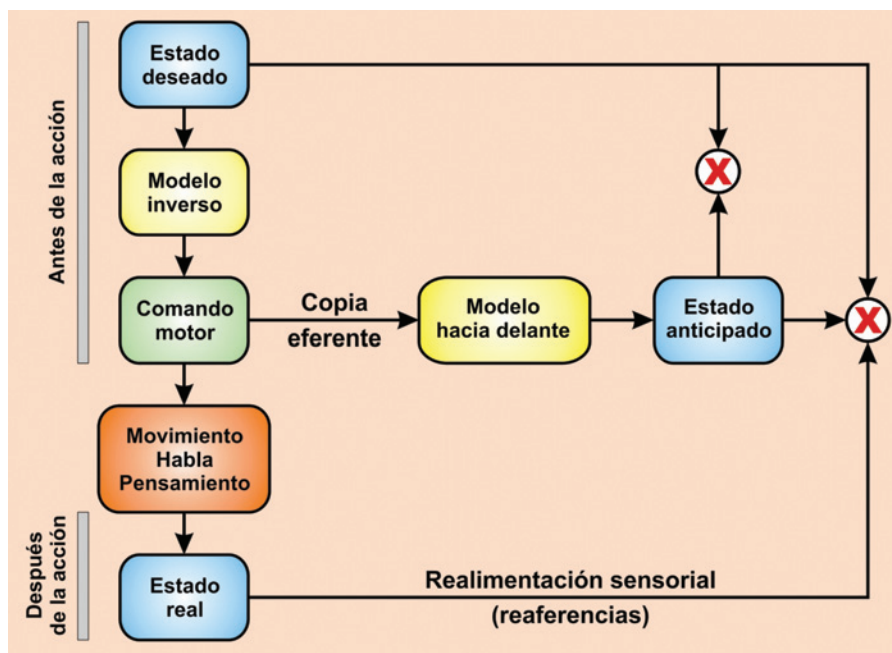 Antes de la acción
Estado
deseado
Modelo
inverso
X
Comando
motor
Copia
eferente
Modelo
hacia delante
Estado
anticipado
X
Movimiento
Habla
Pensamiento
Después
de la acción
Estado
real
Realimentación sensorial
(reaferencias)